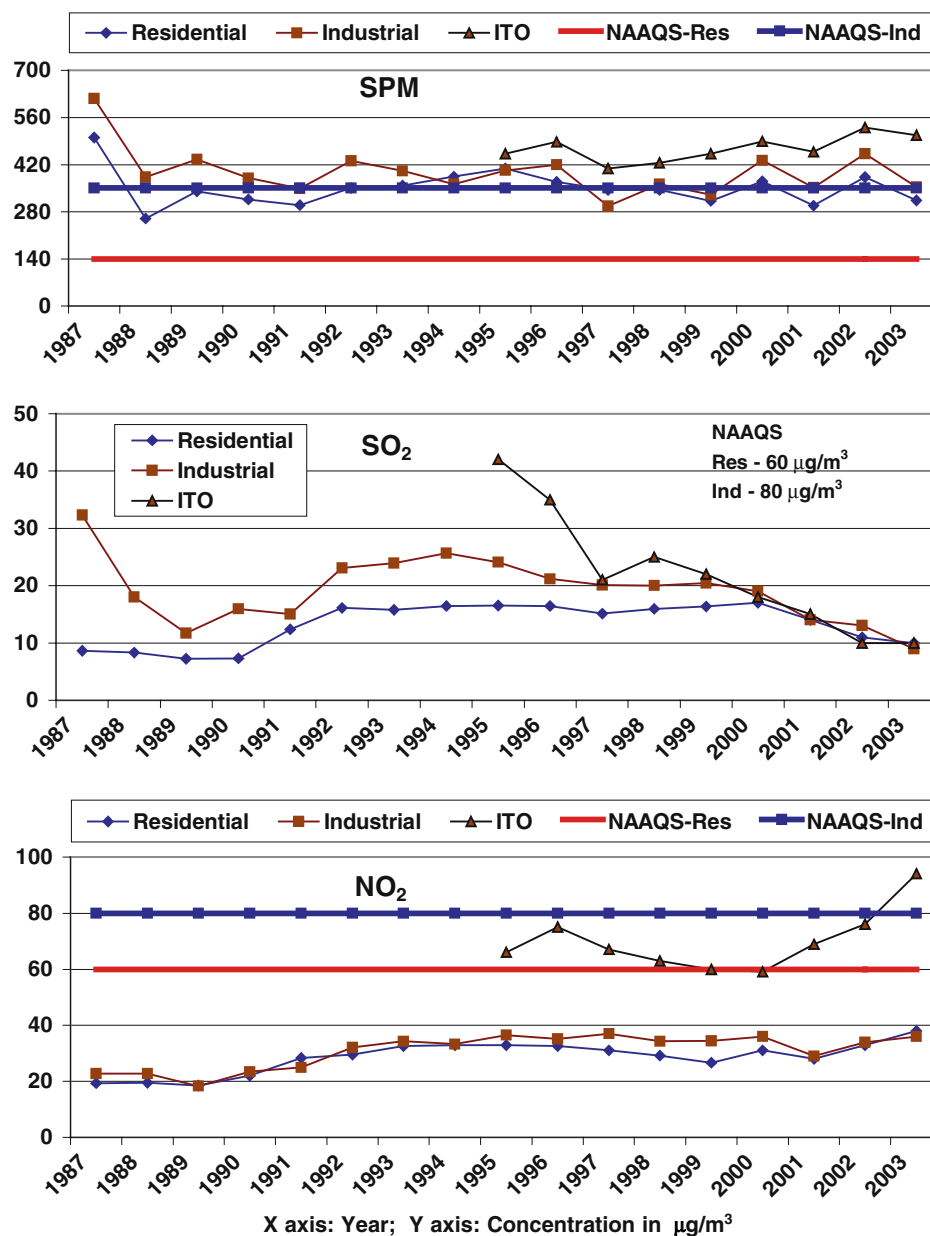 Residential Industrial ITO NAAQS-Res NAAQS-Ind
SPM
700
560
420
280
140
0
1987 1988 1989 1990 1991 1992 1993 1994 1995 1996 1997 1998 1999 2000 2001 2002 2003
SO₂
Residential
Industrial
ITO
NAAQS
Res - 60 μg/m³
Ind - 80 μg/m³
50
40
30
20
10
0
1987 1988 1989 1990 1991 1992 1993 1994 1995 1996 1997 1998 1999 2000 2001 2002 2003
Residential Industrial ITO NAAQS-Res NAAQS-Ind
NO₂
100
80
60
40
20
0
1987 1988 1989 1990 1991 1992 1993 1994 1995 1996 1997 1998 1999 2000 2001 2002 2003
X axis: Year; Y axis: Concentration in μg/m³